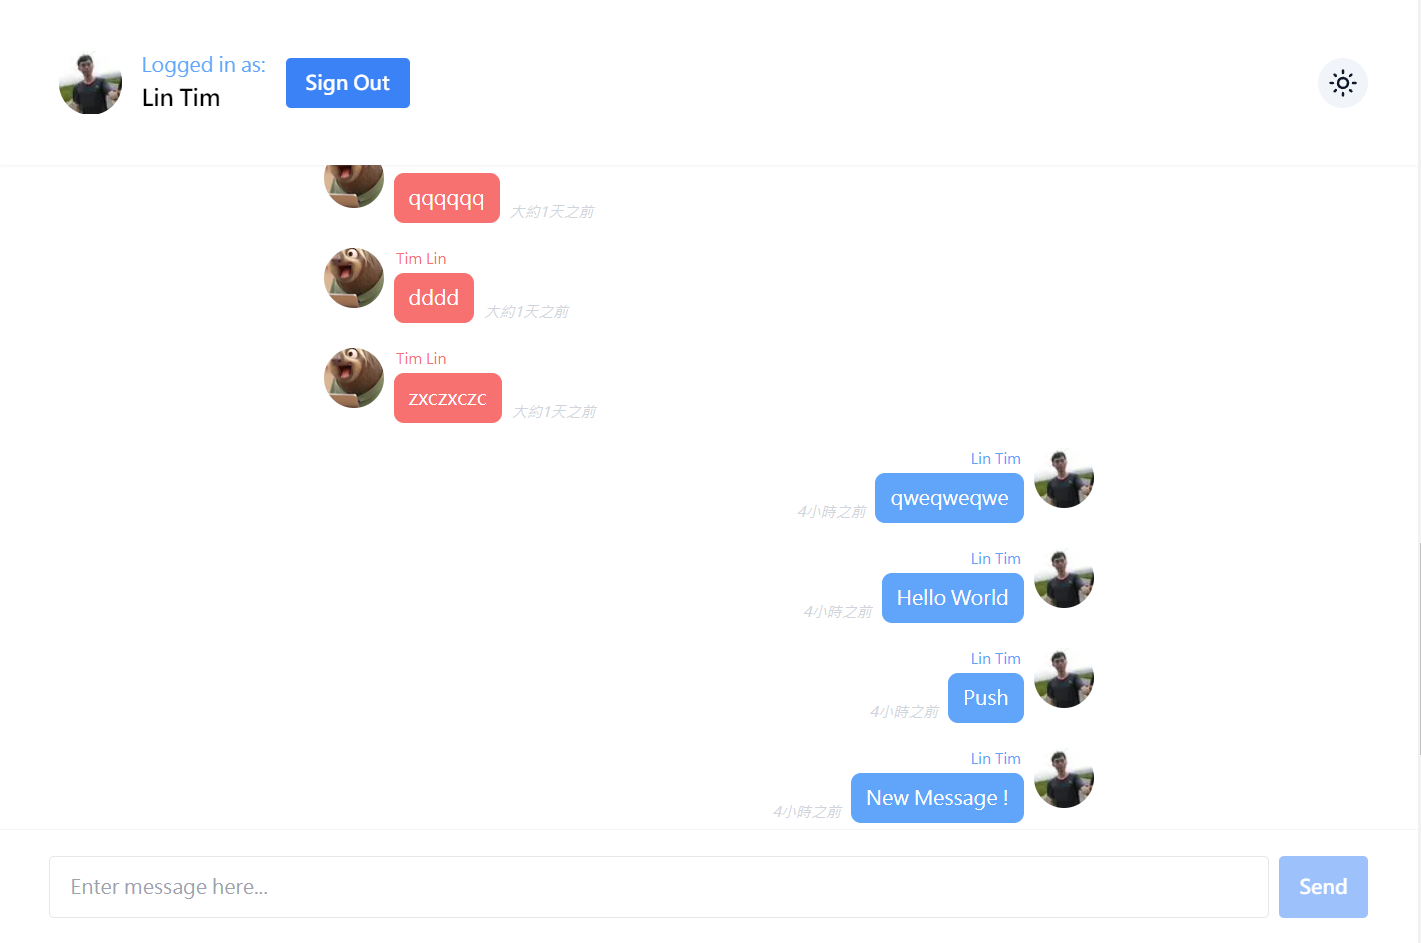 Logged in as:
Lin Tim
Sign Out
qqqqqq
大約1天之前
Tim Lin
dddd
大約1天之前
Tim Lin
zxczxczc
大約1天之前
Lin Tim
qweqweqwe
4小時之前
Lin Tim
Hello World
4小時之前
Lin Tim
Push
4小時之前
Lin Tim
New Message !
4小時之前
Enter message here...
Send